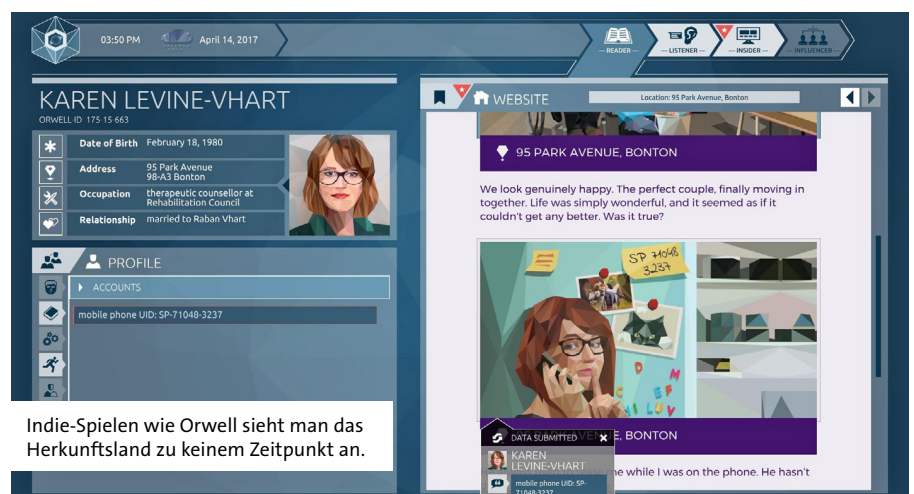 03:50 PM
April 14, 2017
READER
LISTENER
INSIDER
INFLUENCER
KAREN LEVINE-VHART
ORWELL-ID 175 15 663
Date of Birth February 18, 1980
Address 95 Park Avenue
98-A3 Bonton
Occupation therapeutic counsellor at
Rehabilitation Council
Relationship married to Raban Vhart
PROFILE
ACCOUNTS
mobile phone UID: SP-71048-3237
Indie-Spielen wie Orwell sieht man das
Herkunftsland zu keinem Zeitpunkt an.
WEBSITE
Location: 95 Park Avenue, Bonton
95 PARK AVENUE, BONTON
We look genuinely happy. The perfect couple, finally moving in
together. Life was simply wonderful, and it seemed as if it
couldn't get any better. Was it true?
SP 71048
3237
D M
C E F
I L O V
AVENUE, BONTON
DATA SUBMITTED
KAREN
LEVINE-VHART
mobile phone UID: SP-
71048-3237
me while I was on the phone. He hasn't